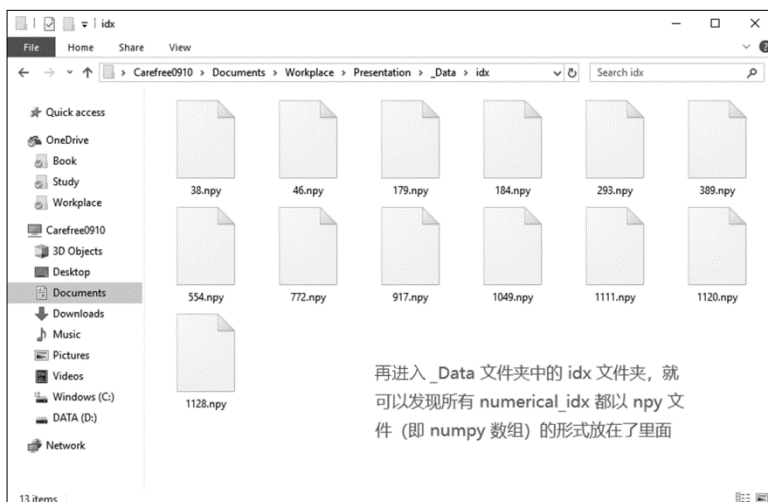 idx
File Home Share View
Carefree0910 > Documents > Workplace > Presentation > _Data > idx
Search idx
Quick access
OneDrive
Book
Study
Workplace
Carefree0910
3D Objects
Desktop
Documents
Downloads
Music
Pictures
Videos
Windows (C:)
DATA (D:)
Network
38.npy 46.npy 179.npy 184.npy 293.npy 389.npy
554.npy 772.npy 917.npy 1049.npy 1111.npy 1120.npy
1128.npy
再进入 _Data 文件夹中的 idx 文件夹，就
可以发现所有 numerical_idx 都以 npy 文
件（即 numpy 数组）的形式放在了里面
13 items